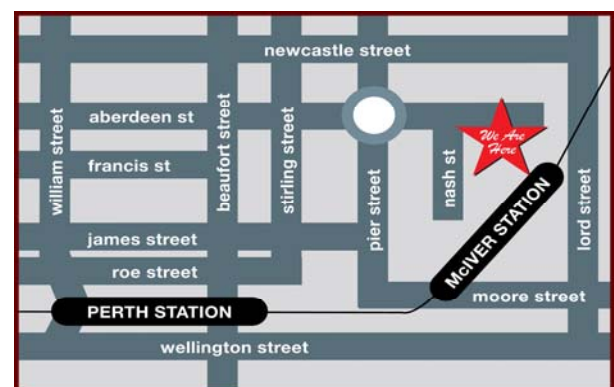 newcastle street
aberdeen st
We Are
Here
francis st
william street
beaufort street
stirling street
pier street
nash st
lord street
McIVER STATION
james street
roe street
moore street
PERTH STATION
wellington street